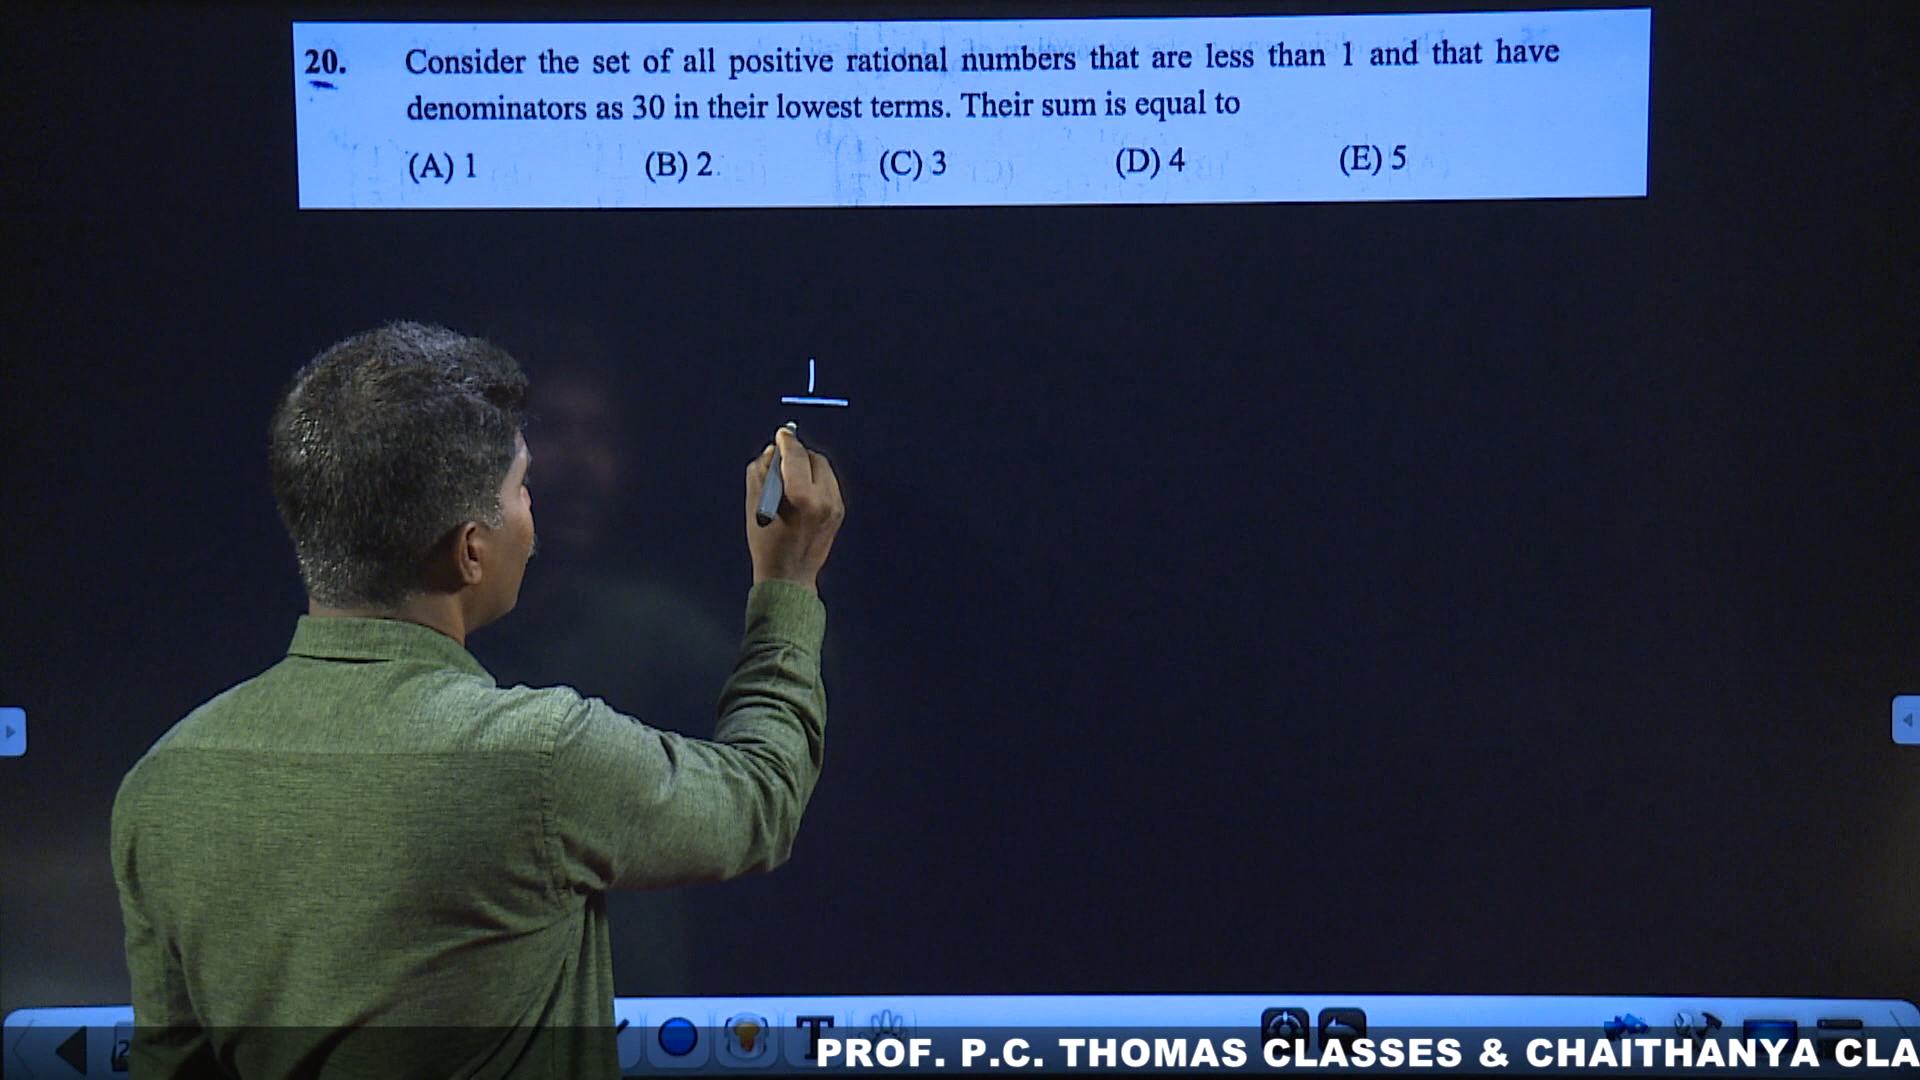 20. Consider the set of all positive rational numbers that are less than 1 and that have
denominators as 30 in their lowest terms. Their sum is equal to
(A) 1 (B) 2 (C) 3 (D) 4 (E) 5
1
T
PROF. P.C. THOMAS CLASSES & CHAITHANYA CLA